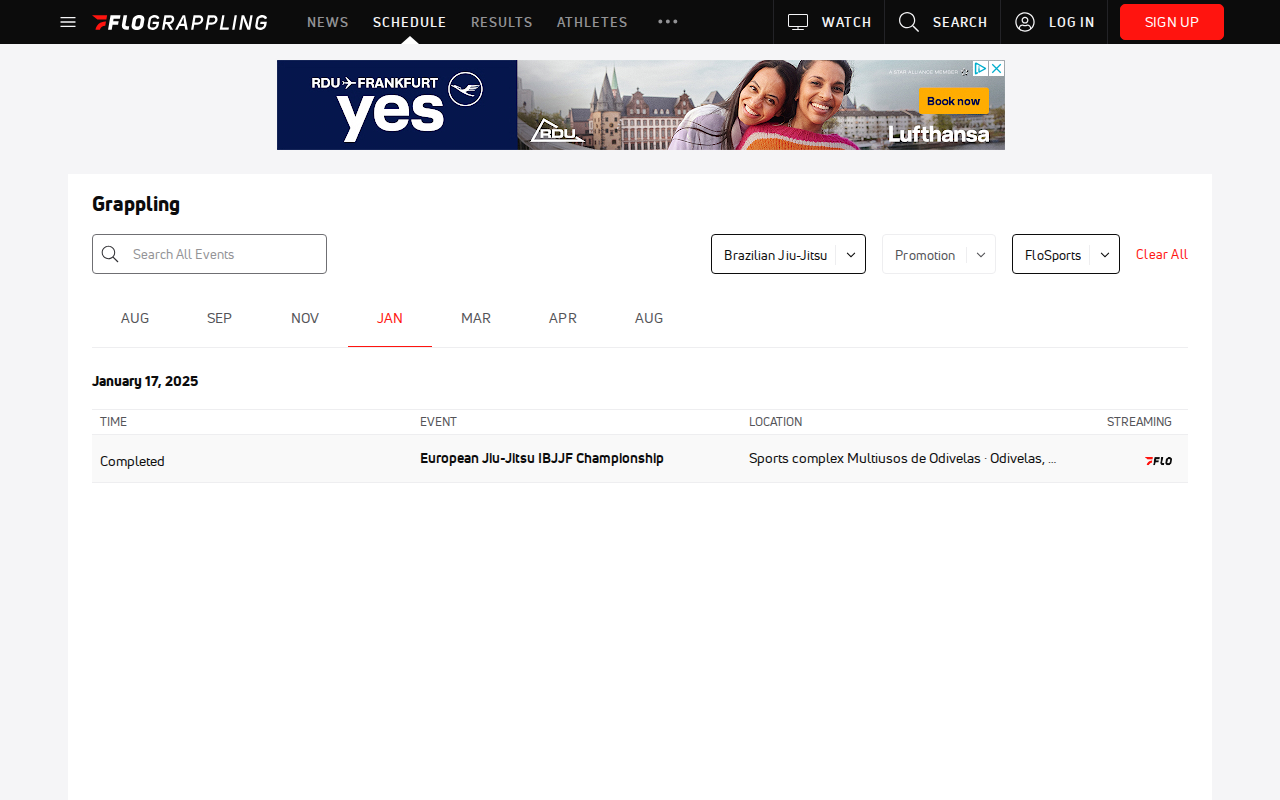 FLOGRAPPLING NEWS SCHEDULE RESULTS ATHLETES WATCH SEARCH LOG IN SIGN UP
RDU FRANKFURT
yes
RDU
A STAR ALLIANCE MEMBER
Book now
Lufthansa
Grappling
Search All Events Brazilian Jiu-Jitsu Promotion FloSports Clear All
AUG SEP NOV JAN MAR APR AUG
January 17, 2025
TIME EVENT LOCATION STREAMING
Completed European Jiu-Jitsu IBJJF Championship Sports complex Multiusos de Odivelas · Odivelas, ... FLO